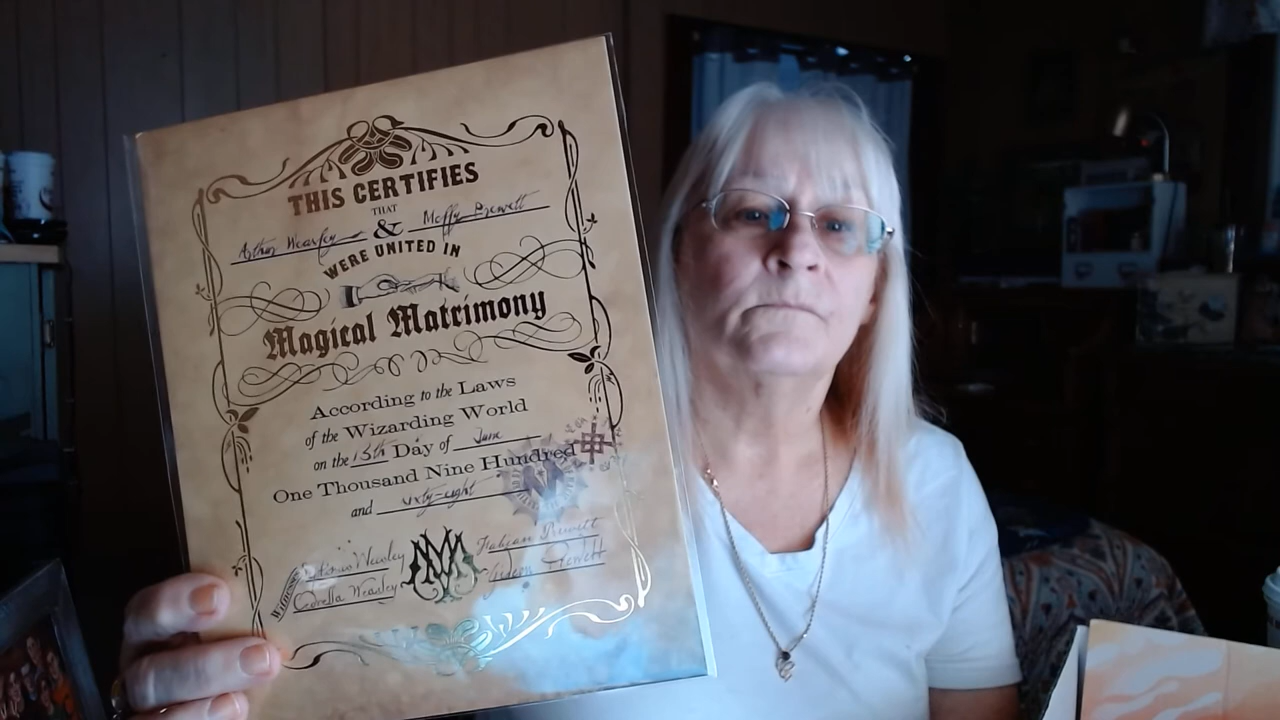 THIS CERTIFIES
THAT
Arthur Weasley & Molly Prewett
WERE UNITED IN
Magical Matrimony
According to the Laws
of the Wizarding World
on the 13th Day of June
One Thousand Nine Hundred
and sixty-eight
Witnesses
Weasley Fabian Prewett
Weasley Gideon Prewett